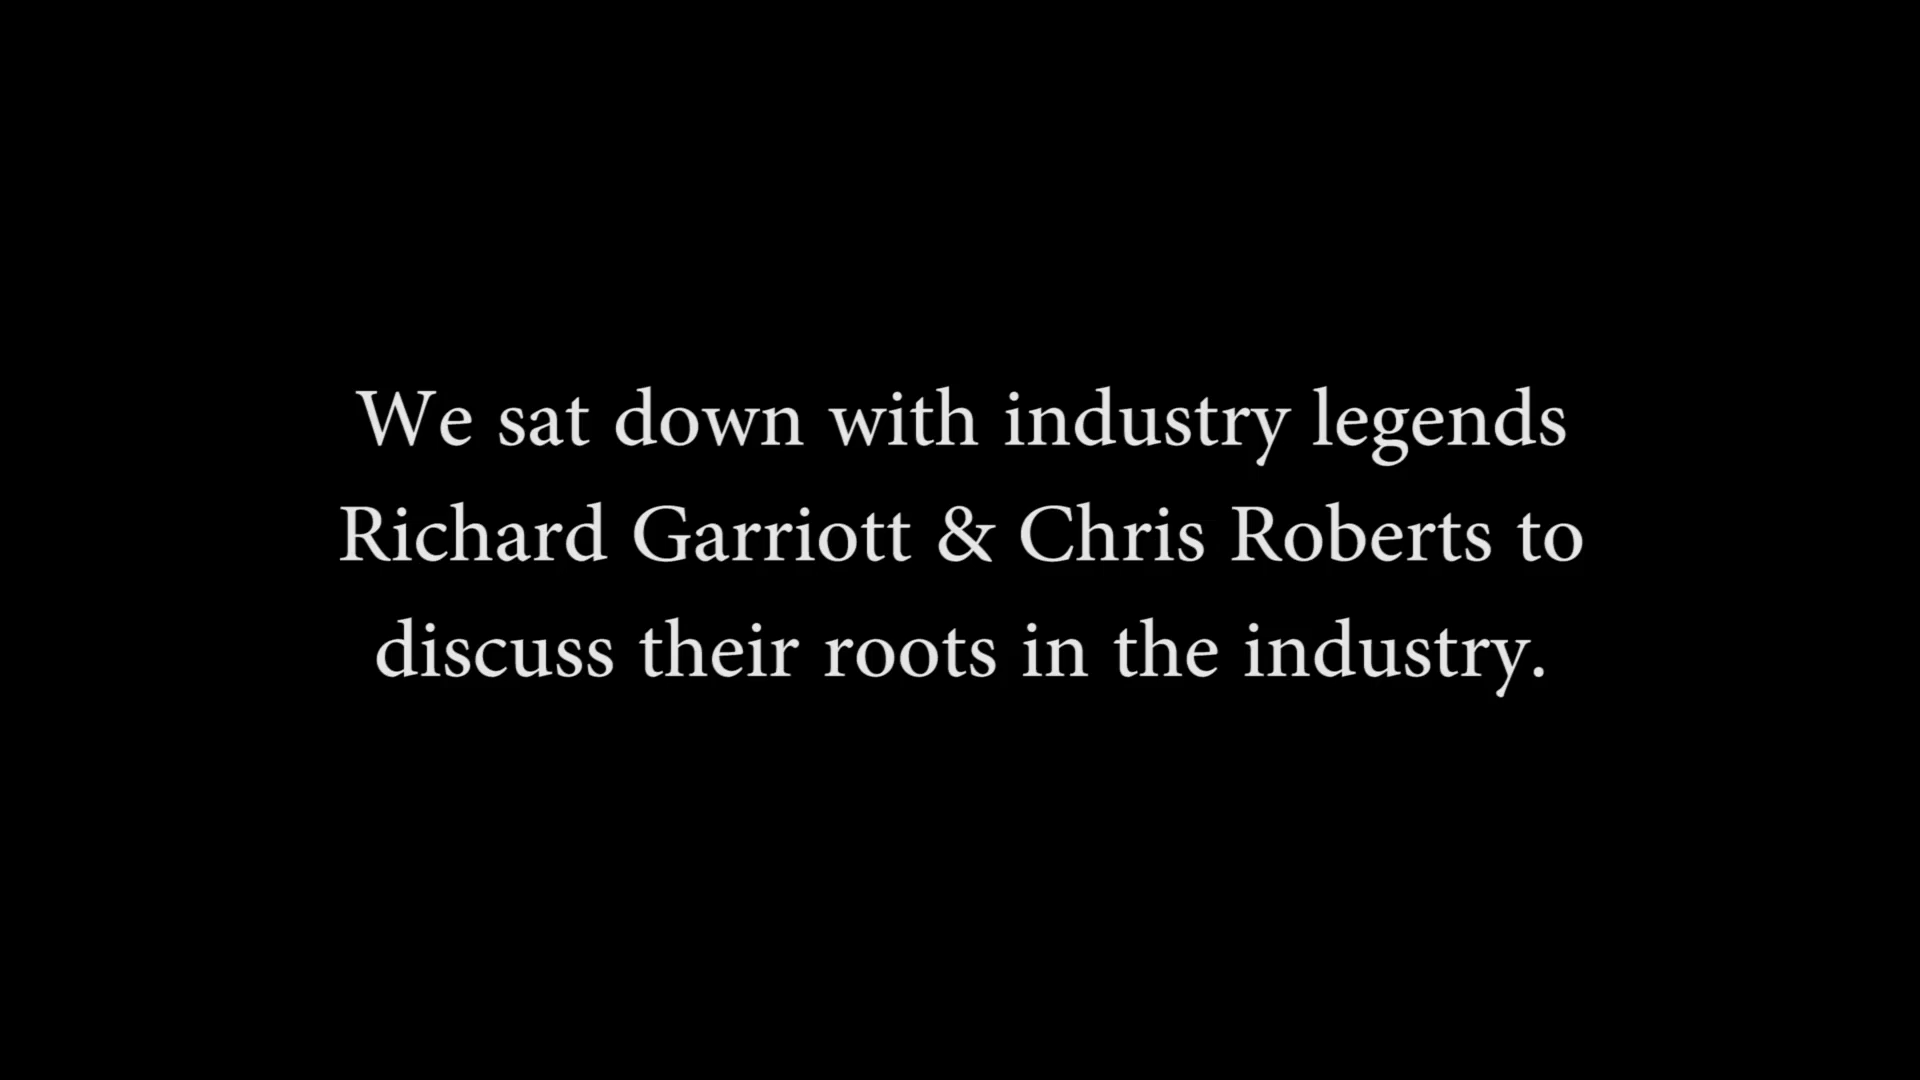 We sat down with industry legends
Richard Garriott & Chris Roberts to
discuss their roots in the industry.